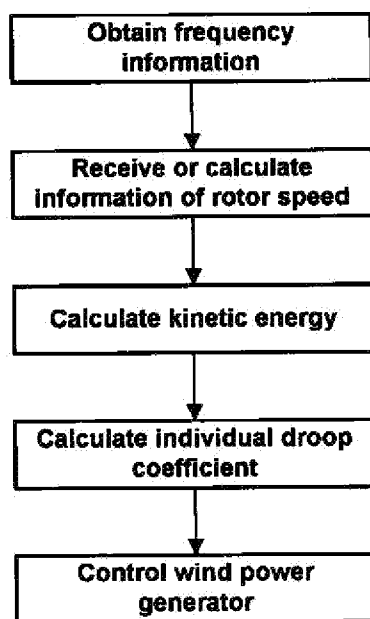 Obtain frequency
information
Receive or calculate
information of rotor speed
Calculate kinetic energy
Calculate individual droop
coefficient
Control wind power
generator